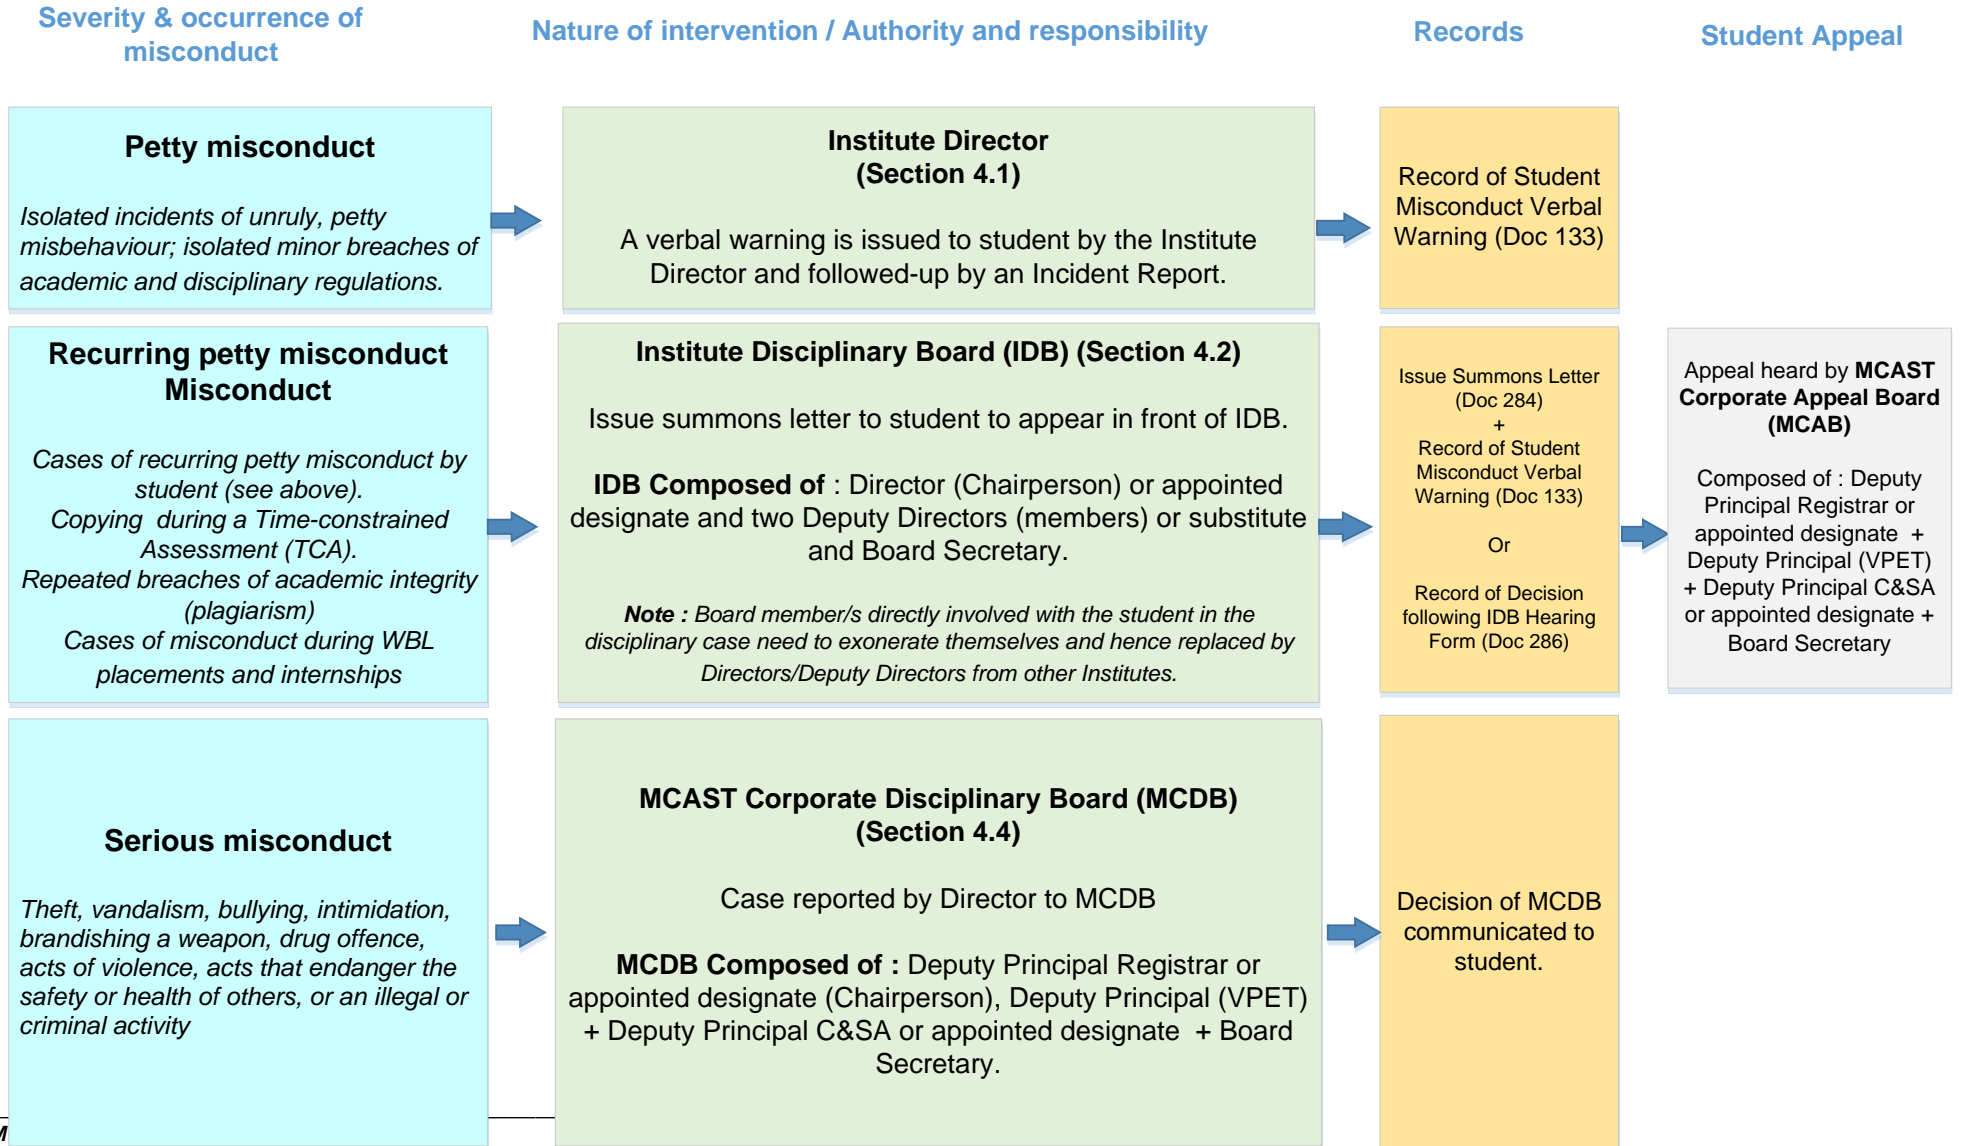 Severity & occurrence of
misconduct
Nature of intervention / Authority and responsibility
Records
Student Appeal
Petty misconduct
Isolated incidents of unruly, petty
misbehaviour; isolated minor breaches of
academic and disciplinary regulations.
Institute Director
(Section 4.1)
A verbal warning is issued to student by the Institute
Director and followed-up by an Incident Report.
Record of Student
Misconduct Verbal
Warning (Doc 133)
Recurring petty misconduct
Misconduct
Cases of recurring petty misconduct by
student (see above).
Copying  during a Time-constrained
Assessment (TCA).
Repeated breaches of academic integrity
(plagiarism)
Cases of misconduct during WBL
placements and internships
Institute Disciplinary Board (IDB) (Section 4.2)
Issue summons letter to student to appear in front of IDB.
IDB Composed of : Director (Chairperson) or appointed
designate and two Deputy Directors (members) or substitute
and Board Secretary.
Note : Board member/s directly involved with the student in the
disciplinary case need to exonerate themselves and hence replaced by
Directors/Deputy Directors from other Institutes.
Issue Summons Letter
(Doc 284)
+
Record of Student
Misconduct Verbal
Warning (Doc 133)
Or
Record of Decision
following IDB Hearing
Form (Doc 286)
Appeal heard by MCAST
Corporate Appeal Board
(MCAB)
Composed of : Deputy
Principal Registrar or
appointed designate  +
Deputy Principal (VPET)
+ Deputy Principal C&SA
or appointed designate +
Board Secretary
Serious misconduct
Theft, vandalism, bullying, intimidation,
brandishing a weapon, drug offence,
acts of violence, acts that endanger the
safety or health of others, or an illegal or
criminal activity
MCAST Corporate Disciplinary Board (MCDB)
(Section 4.4)
Case reported by Director to MCDB
MCDB Composed of : Deputy Principal Registrar or
appointed designate (Chairperson), Deputy Principal (VPET)
+ Deputy Principal C&SA or appointed designate  + Board
Secretary.
Decision of MCDB
communicated to
student.